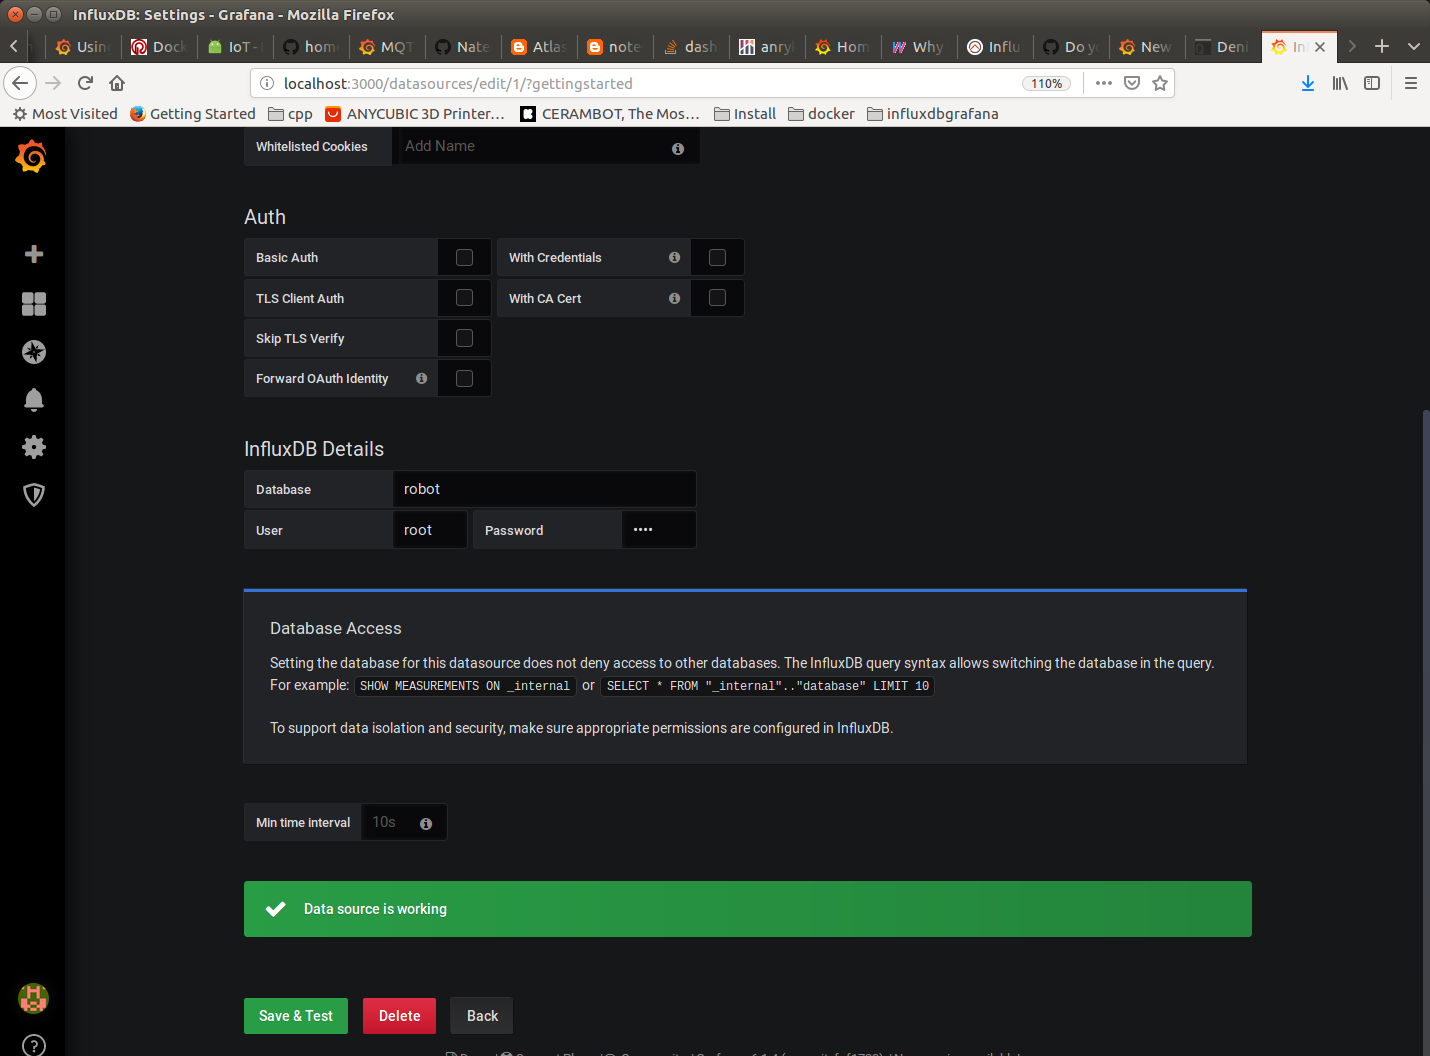 InfluxDB: Settings - Grafana - Mozilla Firefox
Usin Dock IoT - hom MQT Nate Atlas note dash anry Hom Why Influ Do yo New Deni In
localhost:3000/datasources/edit/1/?gettingstarted 110%
Most Visited Getting Started cpp ANYCUBIC 3D Printer... CERAMBOT, The Mos... Install docker influxdbgrafana
Whitelisted Cookies Add Name
Auth
Basic Auth With Credentials
TLS Client Auth With CA Cert
Skip TLS Verify
Forward OAuth Identity
InfluxDB Details
Database robot
User root Password ••••
Database Access
Setting the database for this datasource does not deny access to other databases. The InfluxDB query syntax allows switching the database in the query.
For example: SHOW MEASUREMENTS ON _internal or SELECT * FROM "_internal".."database" LIMIT 10
To support data isolation and security, make sure appropriate permissions are configured in InfluxDB.
Min time interval 10s
Data source is working
Save & Test Delete Back